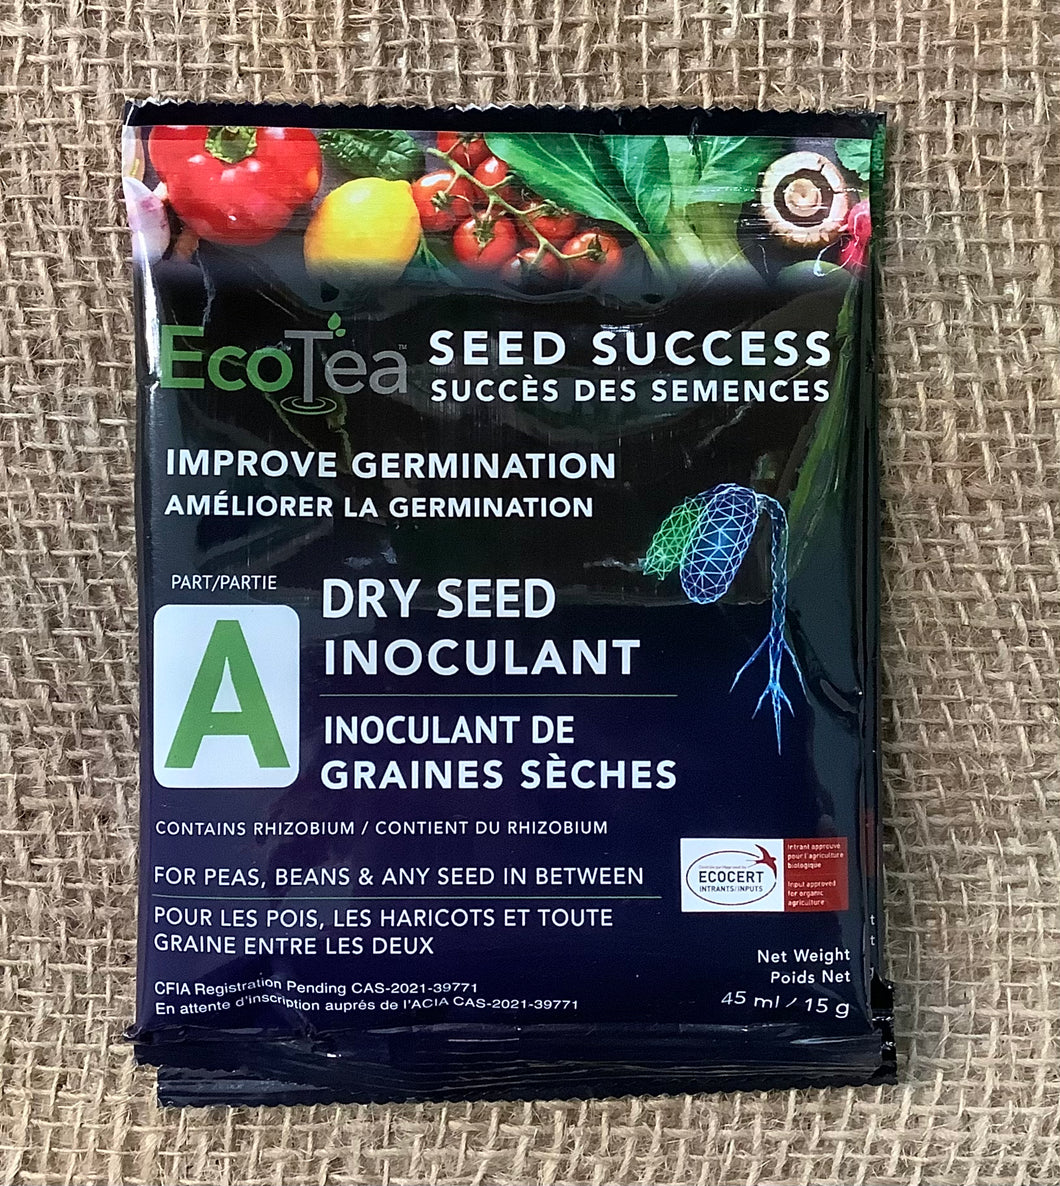 EcoTea™
SEED SUCCESS
SUCCÈS DES SEMENCES
IMPROVE GERMINATION
AMÉLIORER LA GERMINATION
PART/PARTIE
A
DRY SEED
INOCULANT
INOCULANT DE
GRAINES SÈCHES
CONTAINS RHIZOBIUM / CONTIENT DU RHIZOBIUM
FOR PEAS, BEANS & ANY SEED IN BETWEEN
POUR LES POIS, LES HARICOTS ET TOUTE
GRAINE ENTRE LES DEUX
CFIA Registration Pending CAS-2021-39771
En attente d'inscription auprés de l'ACIA CAS-2021-39771
ECOCERT
INTRANTS/INPUTS
Intrant approuvé
pour l'agriculture
biologique
Input approved
for organic
agriculture
Net Weight
Poids Net
45 ml / 15 g